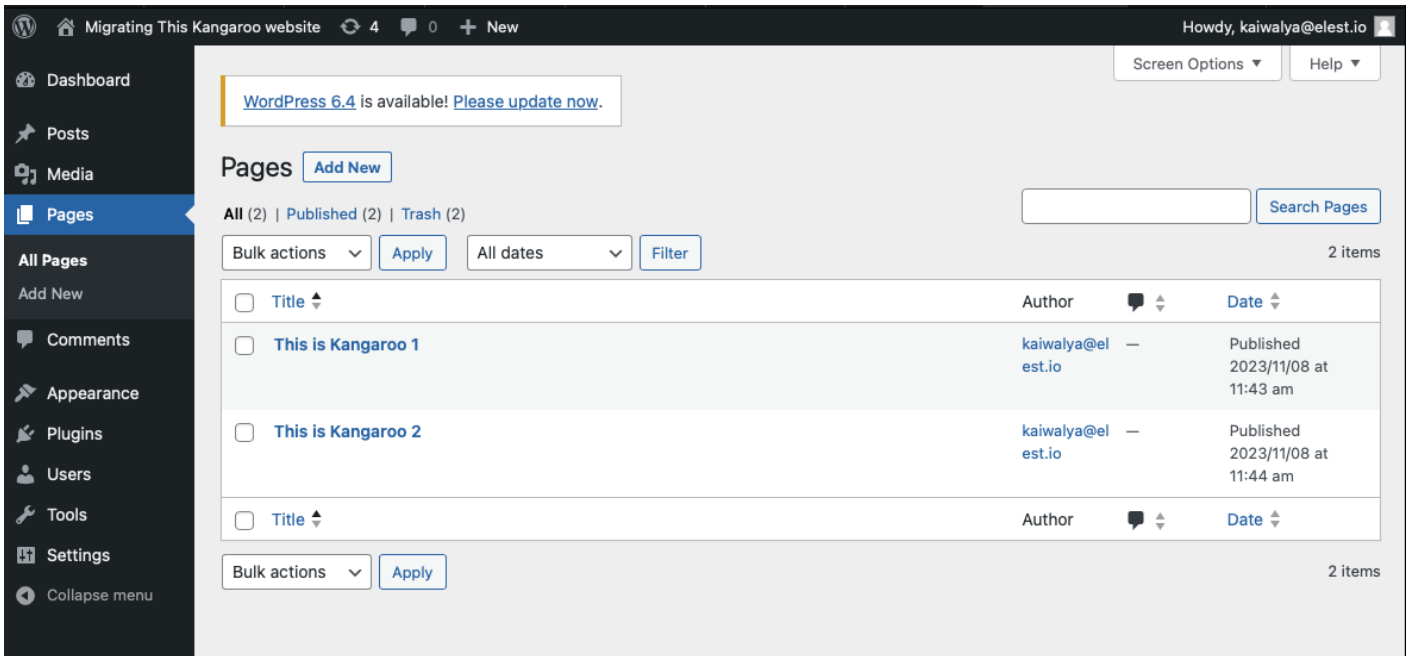 Migrating This Kangaroo website 4 0 + New Howdy, kaiwalya@elest.io
Dashboard
Posts
Media
Pages
All Pages
Add New
Comments
Appearance
Plugins
Users
Tools
Settings
Collapse menu
Screen Options ▼ Help ▼
WordPress 6.4 is available! Please update now.
Pages Add New
All (2) | Published (2) | Trash (2)
Search Pages
Bulk actions Apply All dates Filter 2 items
Title Author Date
This is Kangaroo 1 kaiwalya@el — Published
est.io 2023/11/08 at
11:43 am
This is Kangaroo 2 kaiwalya@el — Published
est.io 2023/11/08 at
11:44 am
Title Author Date
Bulk actions Apply 2 items